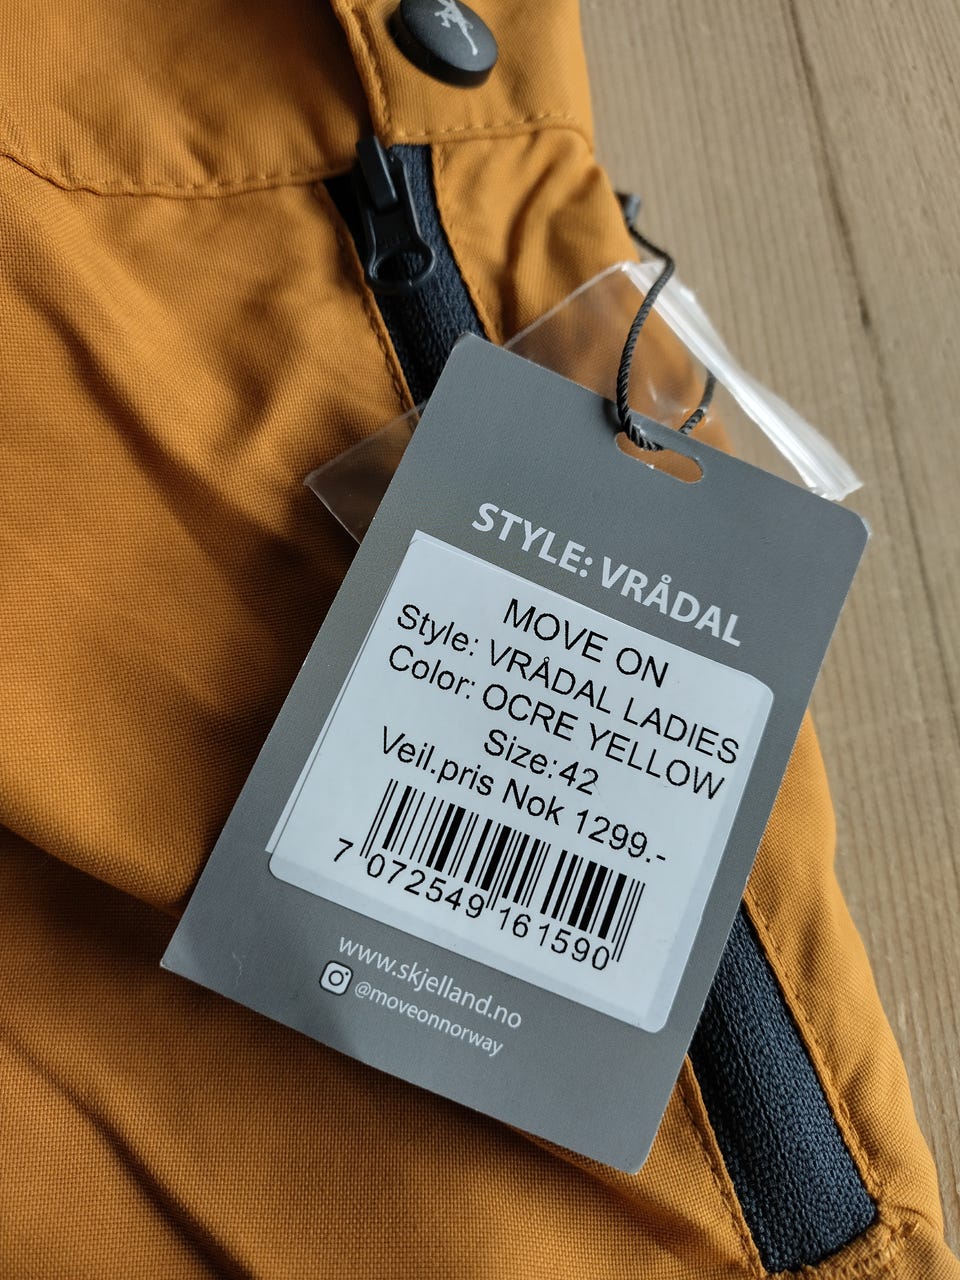 STYLE: VRÅDAL
MOVE ON
Style: VRÅDAL LADIES
Color: OCRE YELLOW
Size:42
Veil.pris Nok 1299.-
7 072549 161590
www.skjelland.no
@moveonnorway